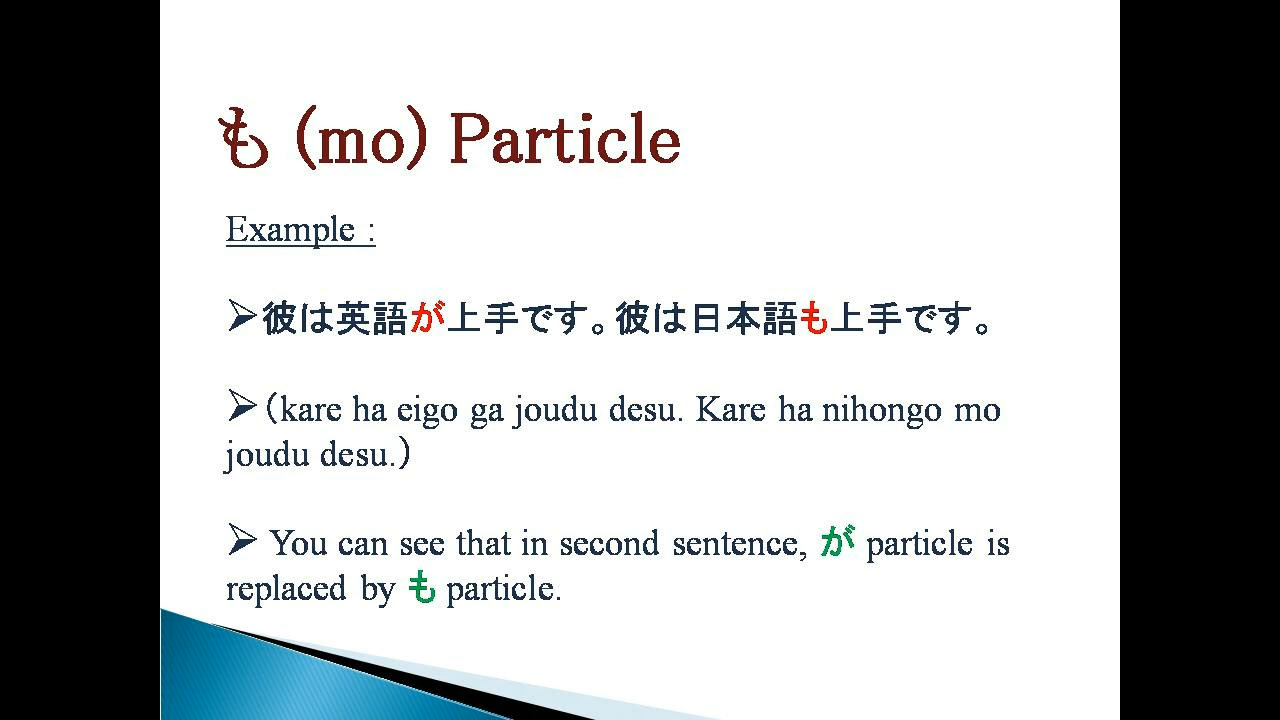 も (mo) Particle
Example :
➢彼は英語が上手です。彼は日本語も上手です。
➢(kare ha eigo ga joudu desu. Kare ha nihongo mo
joudu desu.)
➢ You can see that in second sentence, が particle is
replaced by も particle.